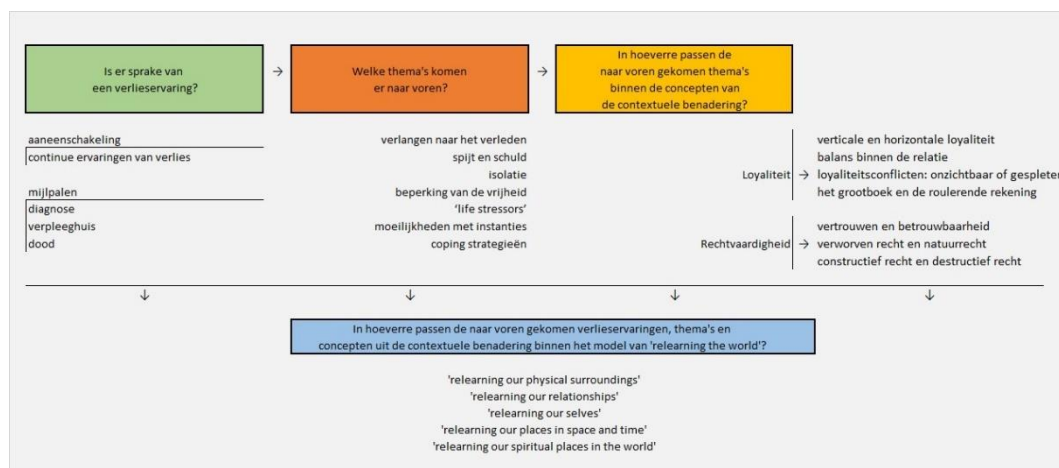 Is er sprake van
een verlieservaring?
→
Welke thema's komen
er naar voren?
→
In hoeverre passen de
naar voren gekomen thema's
binnen de concepten van
de contextuele benadering?
aaneenschakeling
continue ervaringen van verlies
mijlpalen
diagnose
verpleeghuis
dood
verlangen naar het verleden
spijt en schuld
isolatie
beperking van de vrijheid
‘life stressors’
moeilijkheden met instanties
coping strategieën
Loyaliteit →
verticale en horizontale loyaliteit
balans binnen de relatie
loyaliteitsconflicten: onzichtbaar of gespleten
het grootboek en de roulerende rekening
Rechtvaardigheid →
vertrouwen en betrouwbaarheid
verworven recht en natuurrecht
constructief recht en destructief recht
↓ ↓ ↓ ↓
In hoeverre passen de naar voren gekomen verlieservaringen, thema's en
concepten uit de contextuele benadering binnen het model van 'relearning the world'?
'relearning our physical surroundings'
'relearning our relationships'
'relearning our selves'
'relearning our places in space and time'
'relearning our spiritual places in the world'